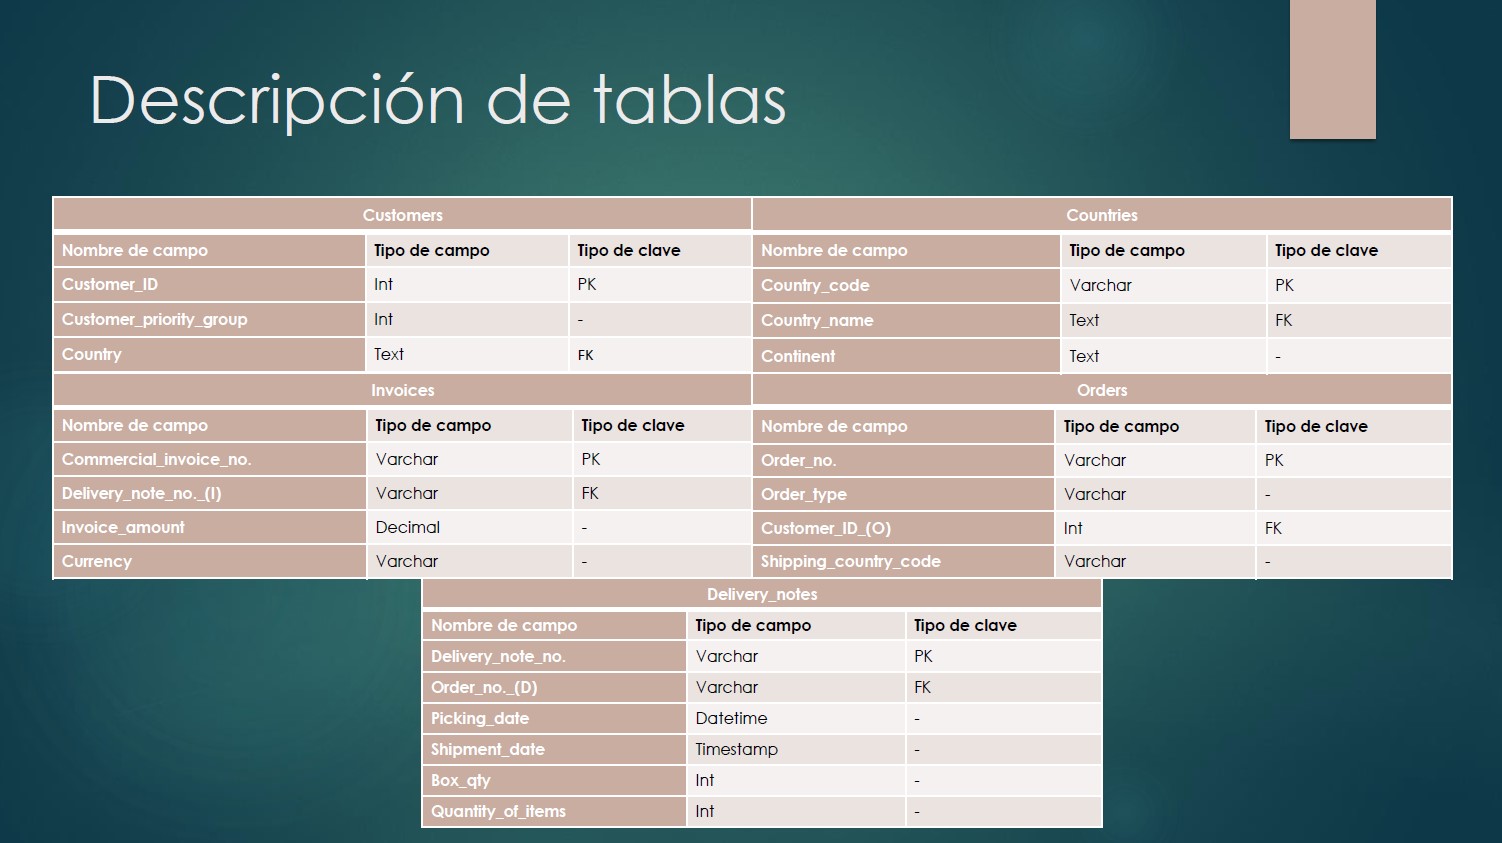 Descripción de tablas
Customers
Nombre de campo Tipo de campo Tipo de clave
Customer_ID Int PK
Customer_priority_group Int -
Country Text FK
Countries
Nombre de campo Tipo de campo Tipo de clave
Country_code Varchar PK
Country_name Text FK
Continent Text -
Invoices
Nombre de campo Tipo de campo Tipo de clave
Commercial_invoice_no. Varchar PK
Delivery_note_no._(I) Varchar FK
Invoice_amount Decimal -
Currency Varchar -
Orders
Nombre de campo Tipo de campo Tipo de clave
Order_no. Varchar PK
Order_type Varchar -
Customer_ID_(O) Int FK
Shipping_country_code Varchar -
Delivery_notes
Nombre de campo Tipo de campo Tipo de clave
Delivery_note_no. Varchar PK
Order_no._(D) Varchar FK
Picking_date Datetime -
Shipment_date Timestamp -
Box_qty Int -
Quantity_of_items Int -